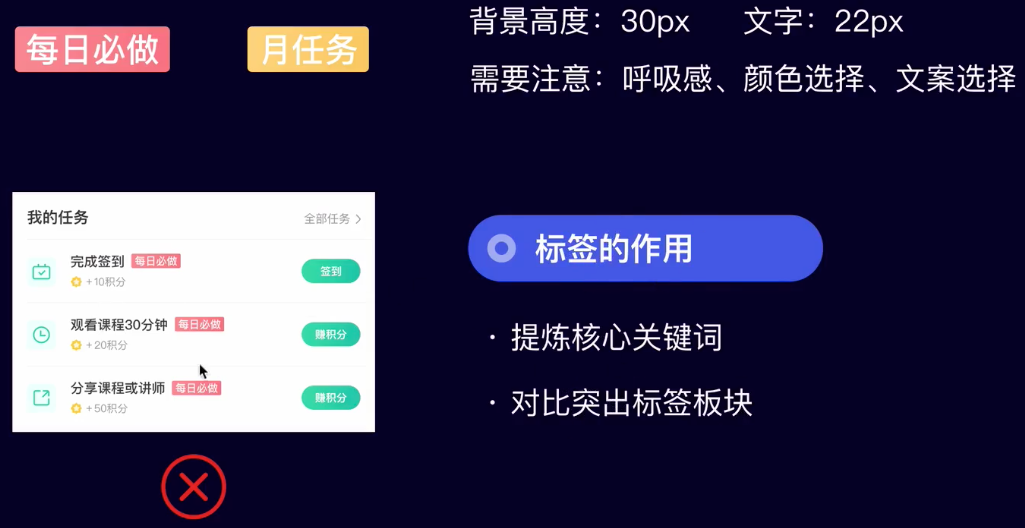 每日必做 月任务
背景高度：30px 文字：22px
需要注意：呼吸感、颜色选择、文案选择
我的任务 全部任务
完成签到 每日必做 签到
+10积分
观看课程30分钟 每日必做 赚积分
+20积分
分享课程或讲师 每日必做 赚积分
+50积分
标签的作用
· 提炼核心关键词
· 对比突出标签板块